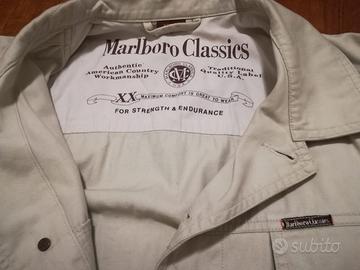 Marlboro Classics
Authentic
American Country
Workmanship
Traditional
Quality Label
U.S.A.
XX MAXIMUM COMFORT IS GREAT TO WEAR
FOR STRENGTH & ENDURANCE
Marlboro Classics
subito